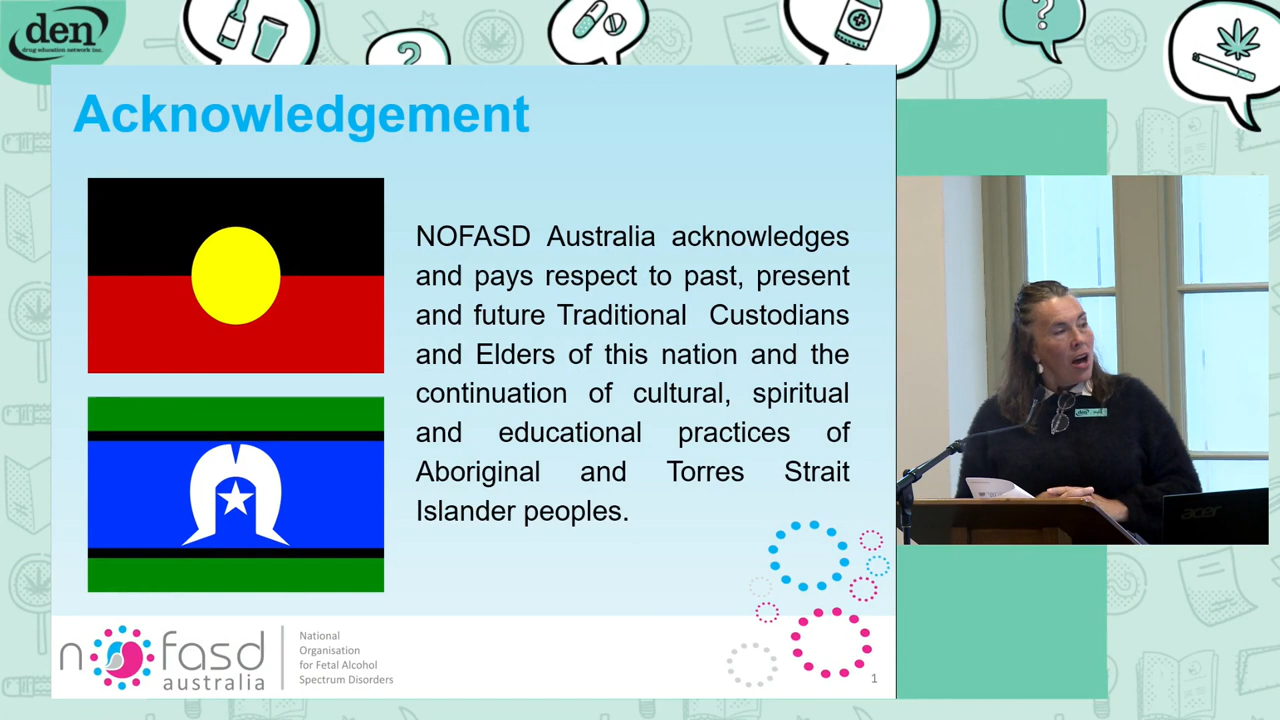 den
drug education network inc.
?
?
Acknowledgement
NOFASD Australia acknowledges
and pays respect to past, present
and future Traditional Custodians
and Elders of this nation and the
continuation of cultural, spiritual
and educational practices of
Aboriginal and Torres Strait
Islander peoples.
nofasd
australia
National
Organisation
for Fetal Alcohol
Spectrum Disorders
1
acer